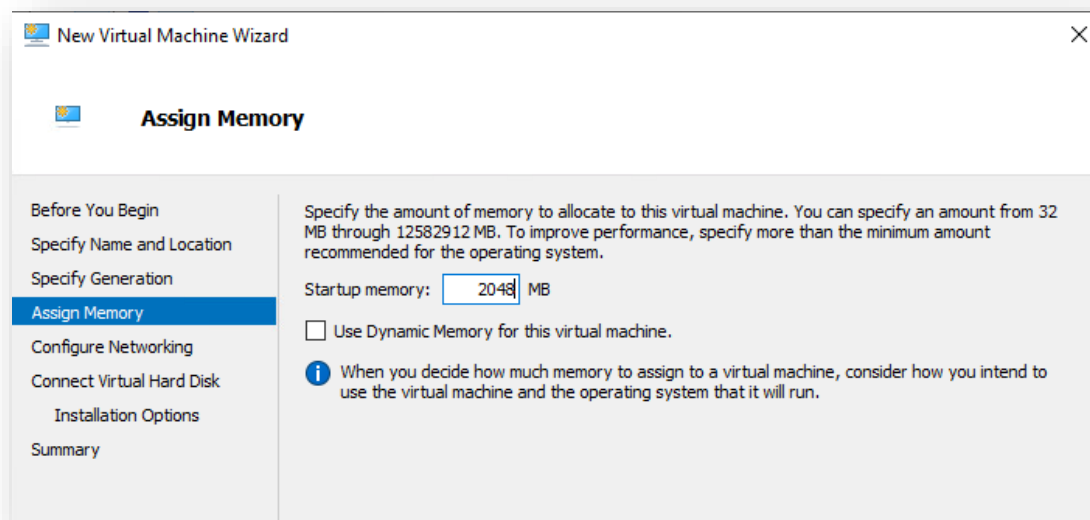 New Virtual Machine Wizard
Assign Memory
Before You Begin
Specify Name and Location
Specify Generation
Assign Memory
Configure Networking
Connect Virtual Hard Disk
Installation Options
Summary
Specify the amount of memory to allocate to this virtual machine. You can specify an amount from 32
MB through 12582912 MB. To improve performance, specify more than the minimum amount
recommended for the operating system.
Startup memory: 2048 MB
Use Dynamic Memory for this virtual machine.
When you decide how much memory to assign to a virtual machine, consider how you intend to
use the virtual machine and the operating system that it will run.